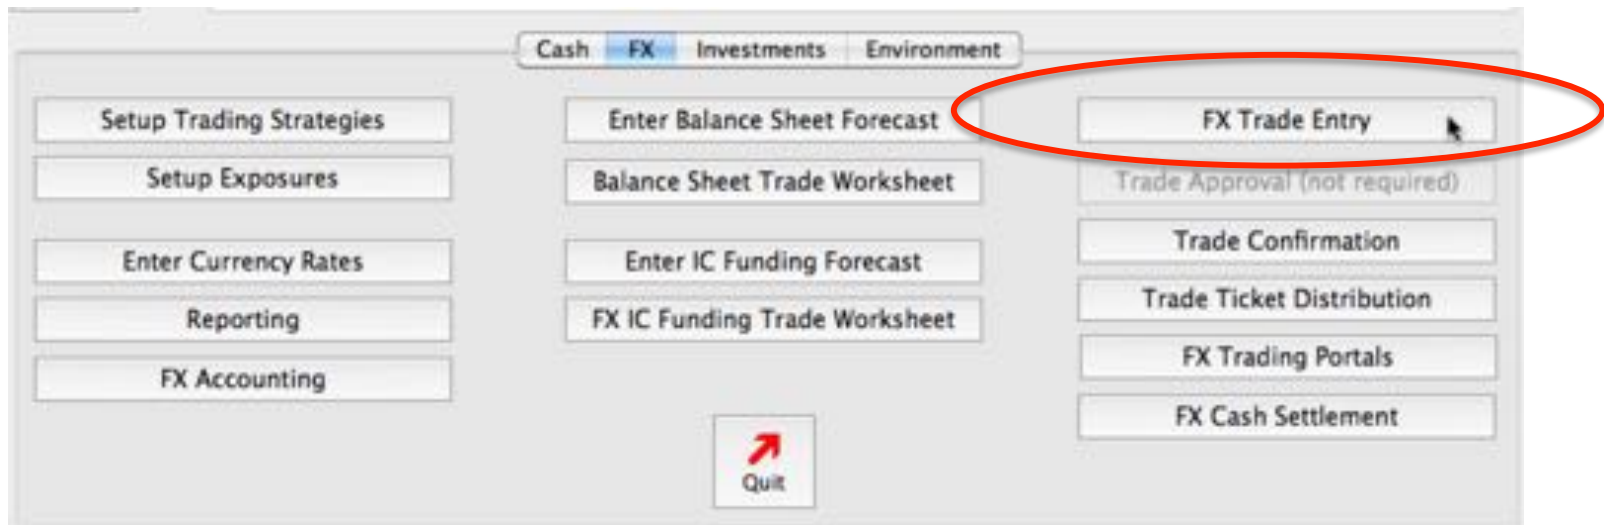 Cash FX Investments Environment
Setup Trading Strategies
Setup Exposures
Enter Currency Rates
Reporting
FX Accounting
Enter Balance Sheet Forecast
Balance Sheet Trade Worksheet
Enter IC Funding Forecast
FX IC Funding Trade Worksheet
Quit
FX Trade Entry
Trade Approval (not required)
Trade Confirmation
Trade Ticket Distribution
FX Trading Portals
FX Cash Settlement